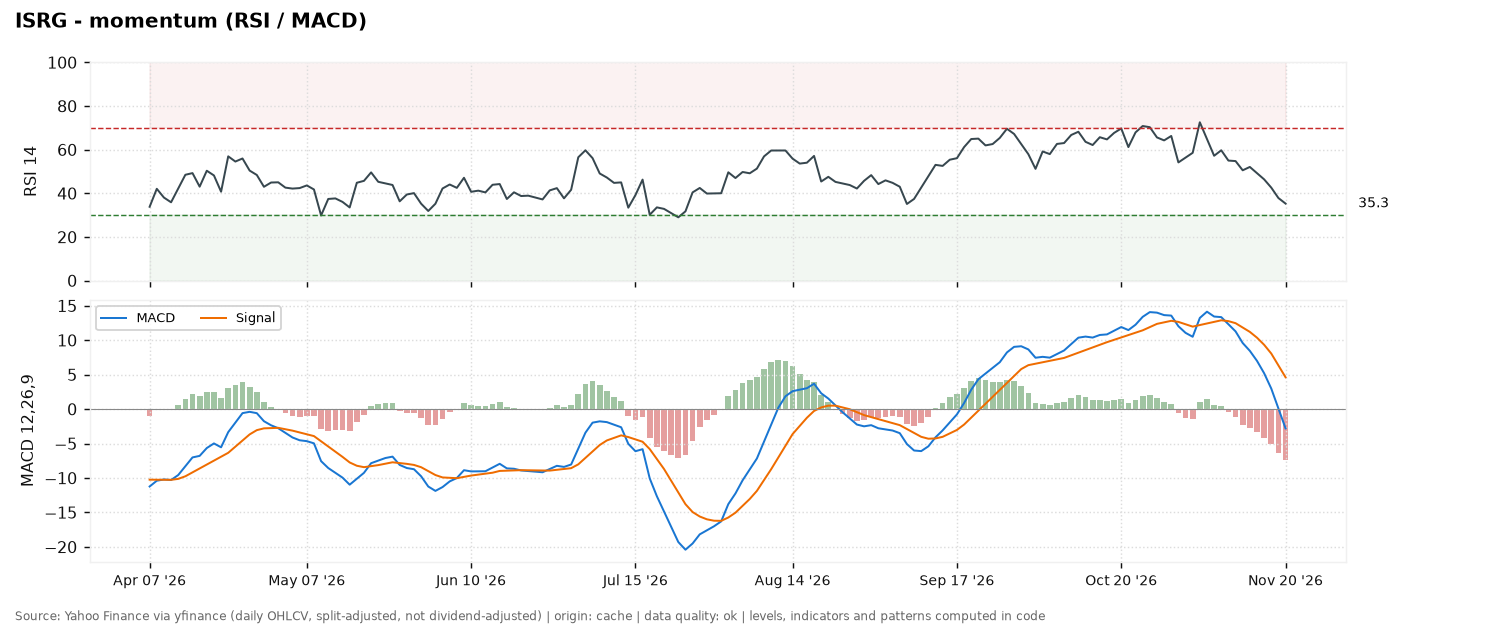 ISRG - momentum (RSI / MACD)
100
80
60
40
20
0
RSI 14
35.3
15
10
5
0
−5
−10
−15
−20
MACD 12,26,9
MACD
Signal
Apr 07 '26
May 07 '26
Jun 10 '26
Jul 15 '26
Aug 14 '26
Sep 17 '26
Oct 20 '26
Nov 20 '26
Source: Yahoo Finance via yfinance (daily OHLCV, split-adjusted, not dividend-adjusted) | origin: cache | data quality: ok | levels, indicators and patterns computed in code